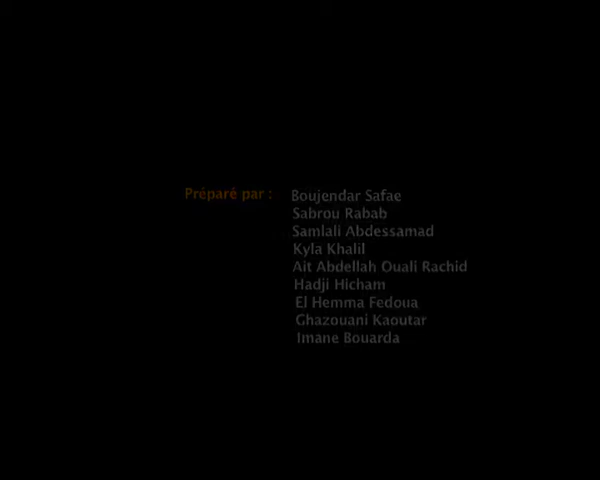 Préparé par : Boujendar Safae
Sabrou Rabab
Samlali Abdessamad
Kyla Khalil
Ait Abdellah Ouali Rachid
Hadji Hicham
El Hemma Fedoua
Ghazouani Kaoutar
Imane Bouarda